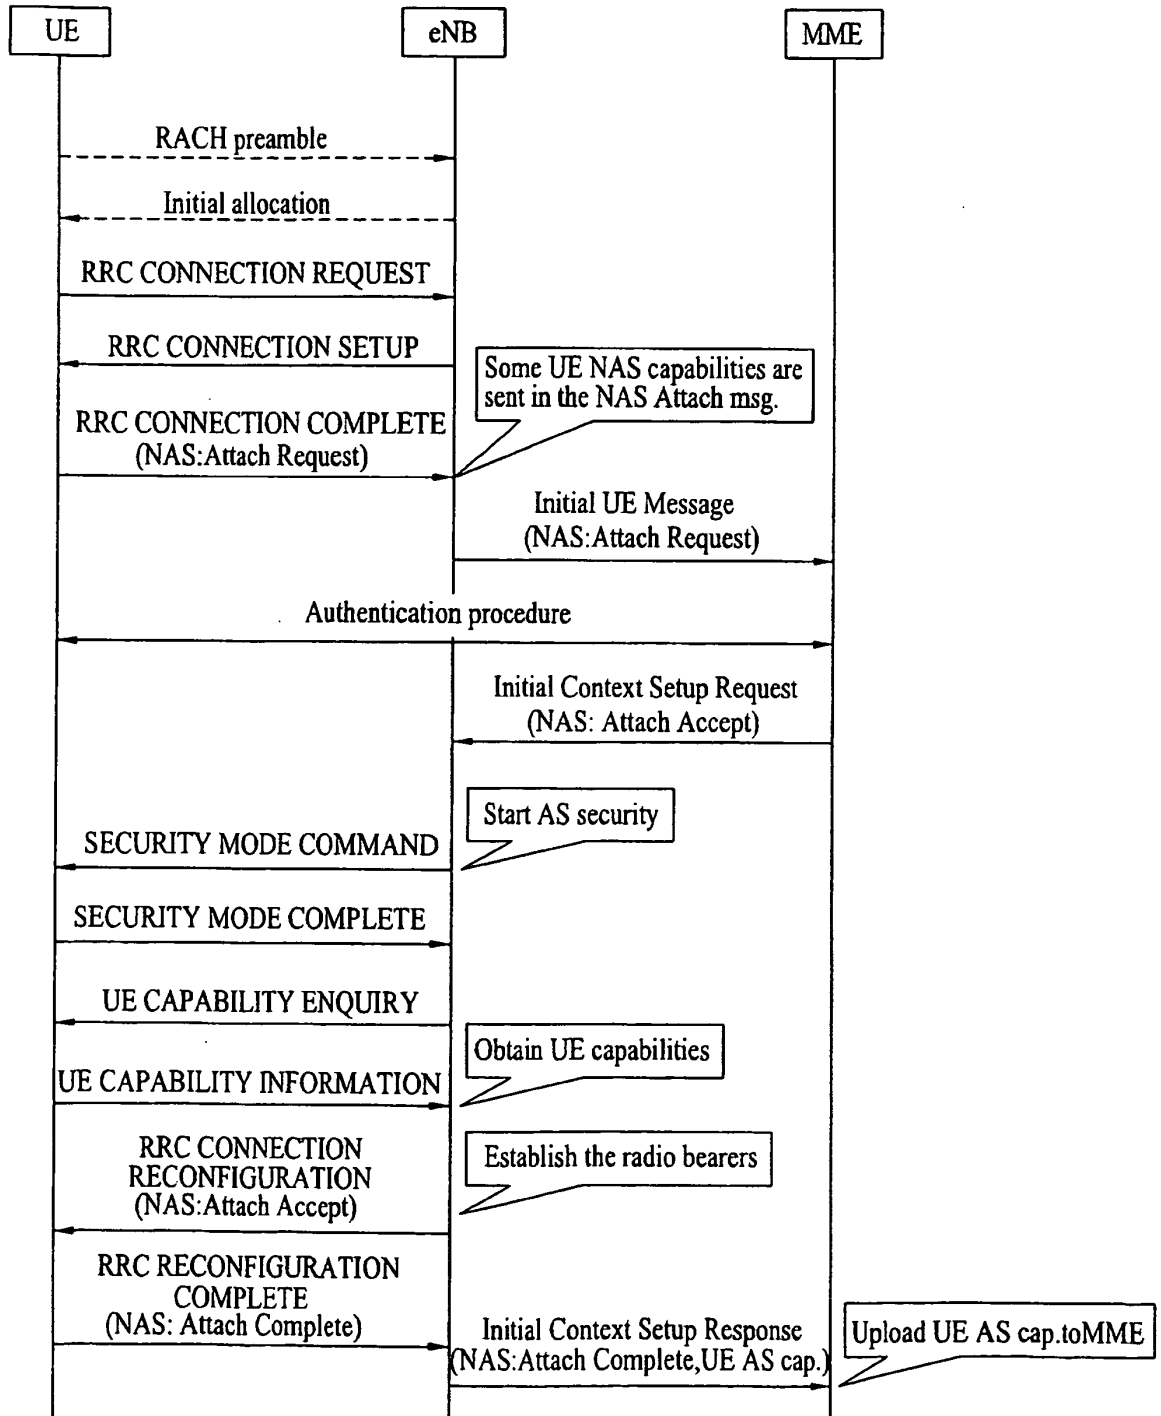 UE
eNB
MME
RACH preamble
Initial allocation
RRC CONNECTION REQUEST
RRC CONNECTION SETUP
Some UE NAS capabilities are
sent in the NAS Attach msg.
RRC CONNECTION COMPLETE
(NAS:Attach Request)
Initial UE Message
(NAS:Attach Request)
Authentication procedure
Initial Context Setup Request
(NAS: Attach Accept)
Start AS security
SECURITY MODE COMMAND
SECURITY MODE COMPLETE
UE CAPABILITY ENQUIRY
Obtain UE capabilities
UE CAPABILITY INFORMATION
RRC CONNECTION
RECONFIGURATION
(NAS:Attach Accept)
Establish the radio bearers
RRC RECONFIGURATION
COMPLETE
(NAS: Attach Complete)
Initial Context Setup Response
(NAS:Attach Complete,UE AS cap.)
Upload UE AS cap.toMME